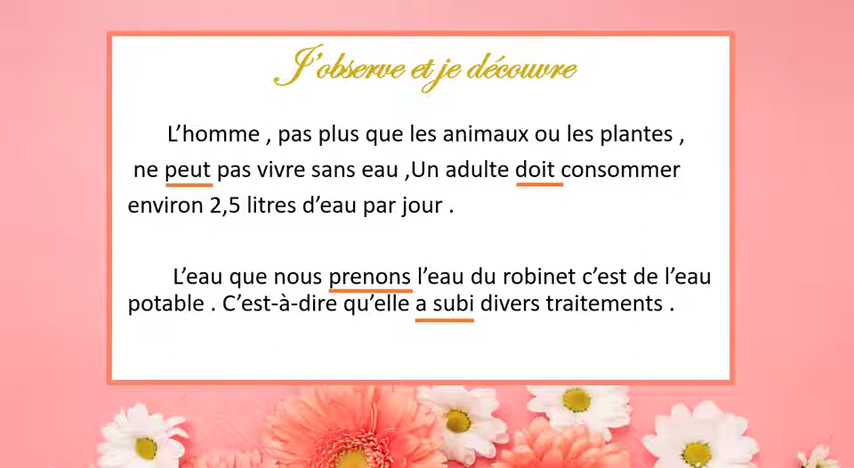 J'observe et je découvre
L'homme , pas plus que les animaux ou les plantes ,
ne peut pas vivre sans eau ,Un adulte doit consommer
environ 2,5 litres d'eau par jour .
L'eau que nous prenons l'eau du robinet c'est de l'eau
potable . C'est-à-dire qu'elle a subi divers traitements .